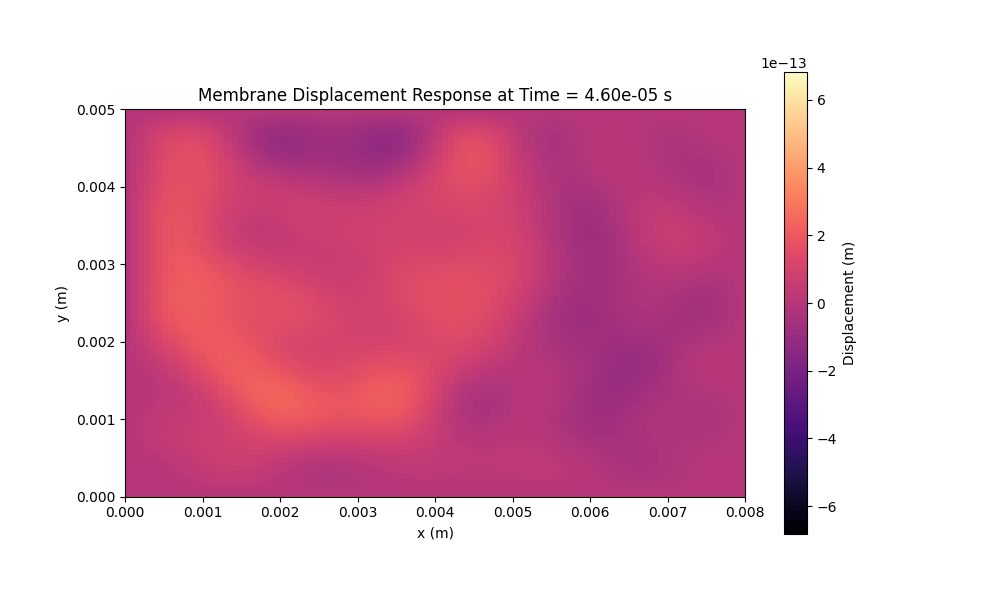 1e−13
Membrane Displacement Response at Time = 4.60e-05 s
0.005
0.004
0.003
0.002
0.001
0.000
y (m)
0.000 0.001 0.002 0.003 0.004 0.005 0.006 0.007 0.008
x (m)
6
4
2
0
−2
−4
−6
Displacement (m)